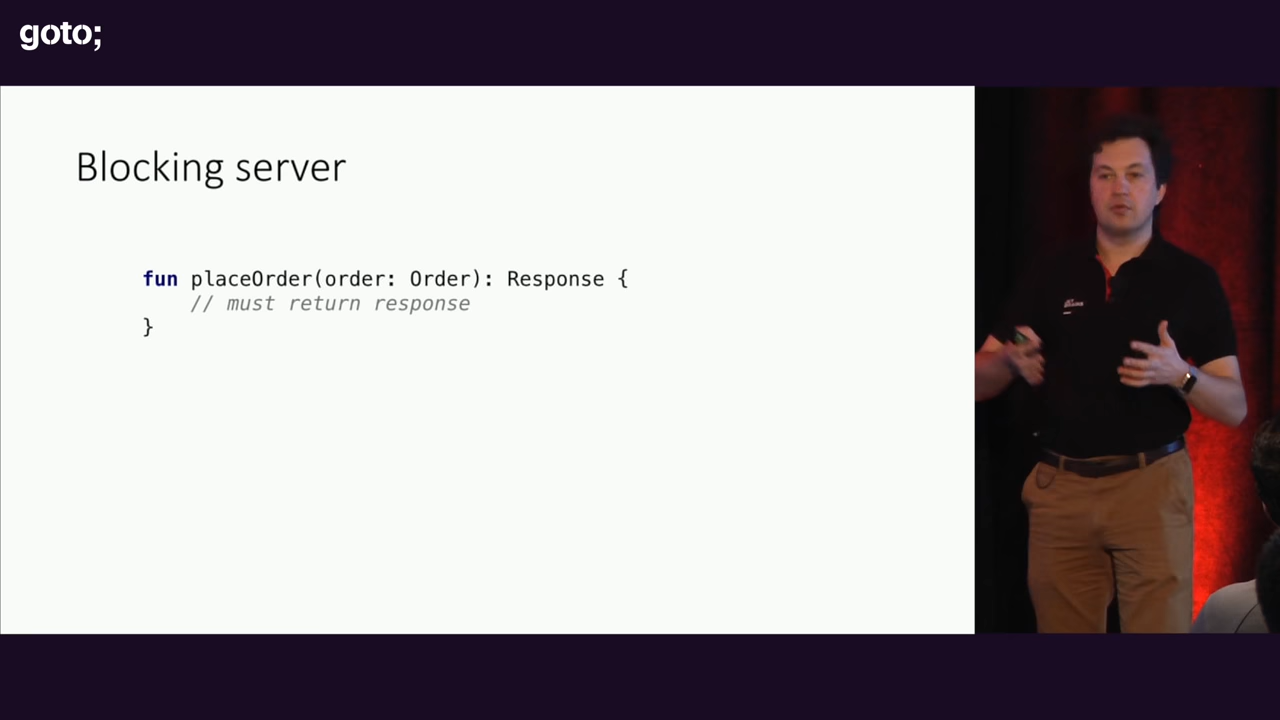 goto;
Blocking server
fun placeOrder(order: Order): Response {
// must return response
}